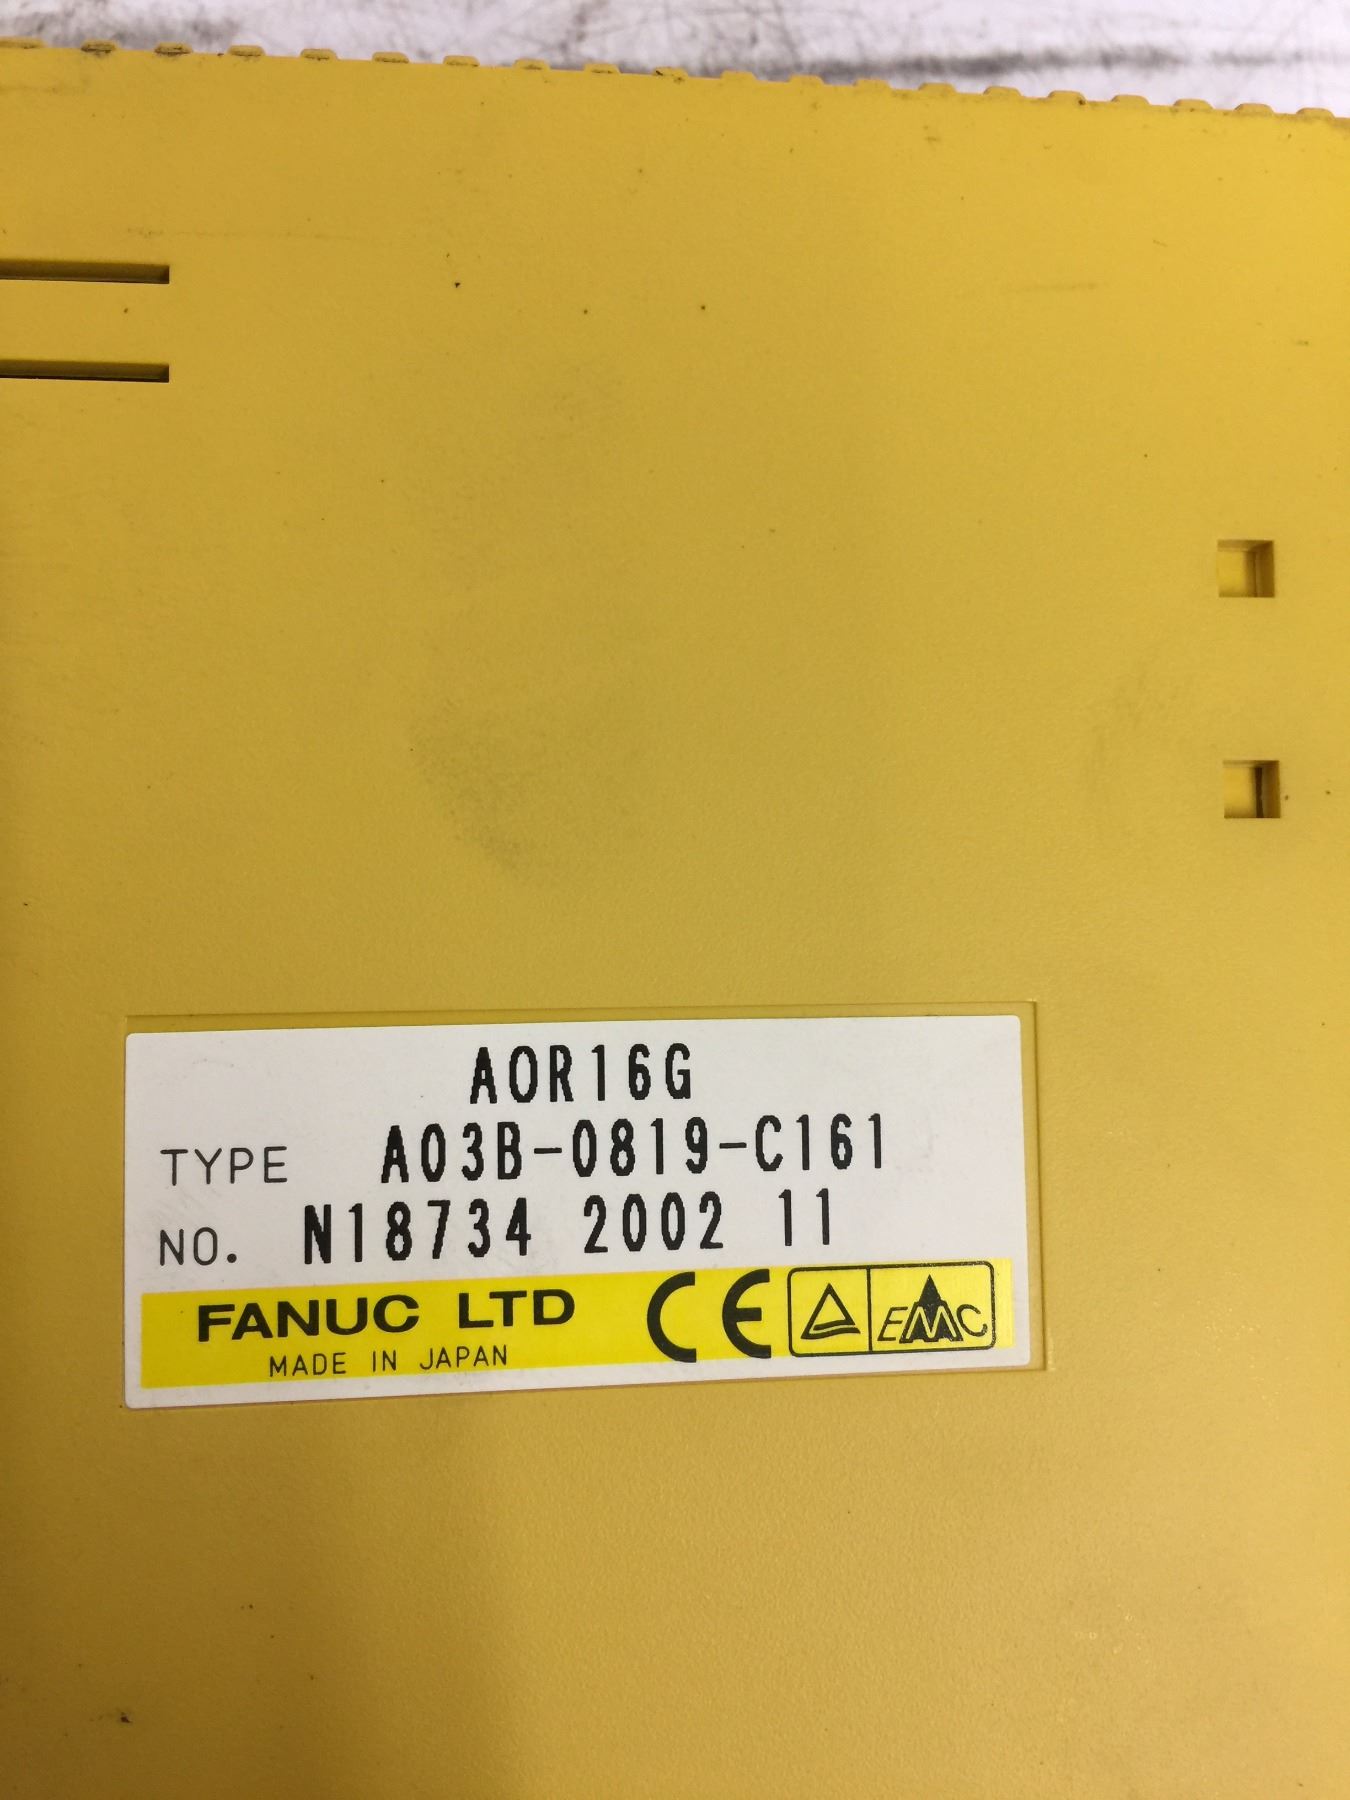 AOR16G
TYPE A03B-0819-C161
NO. N18734 2002 11
FANUC LTD CE EMC
MADE IN JAPAN